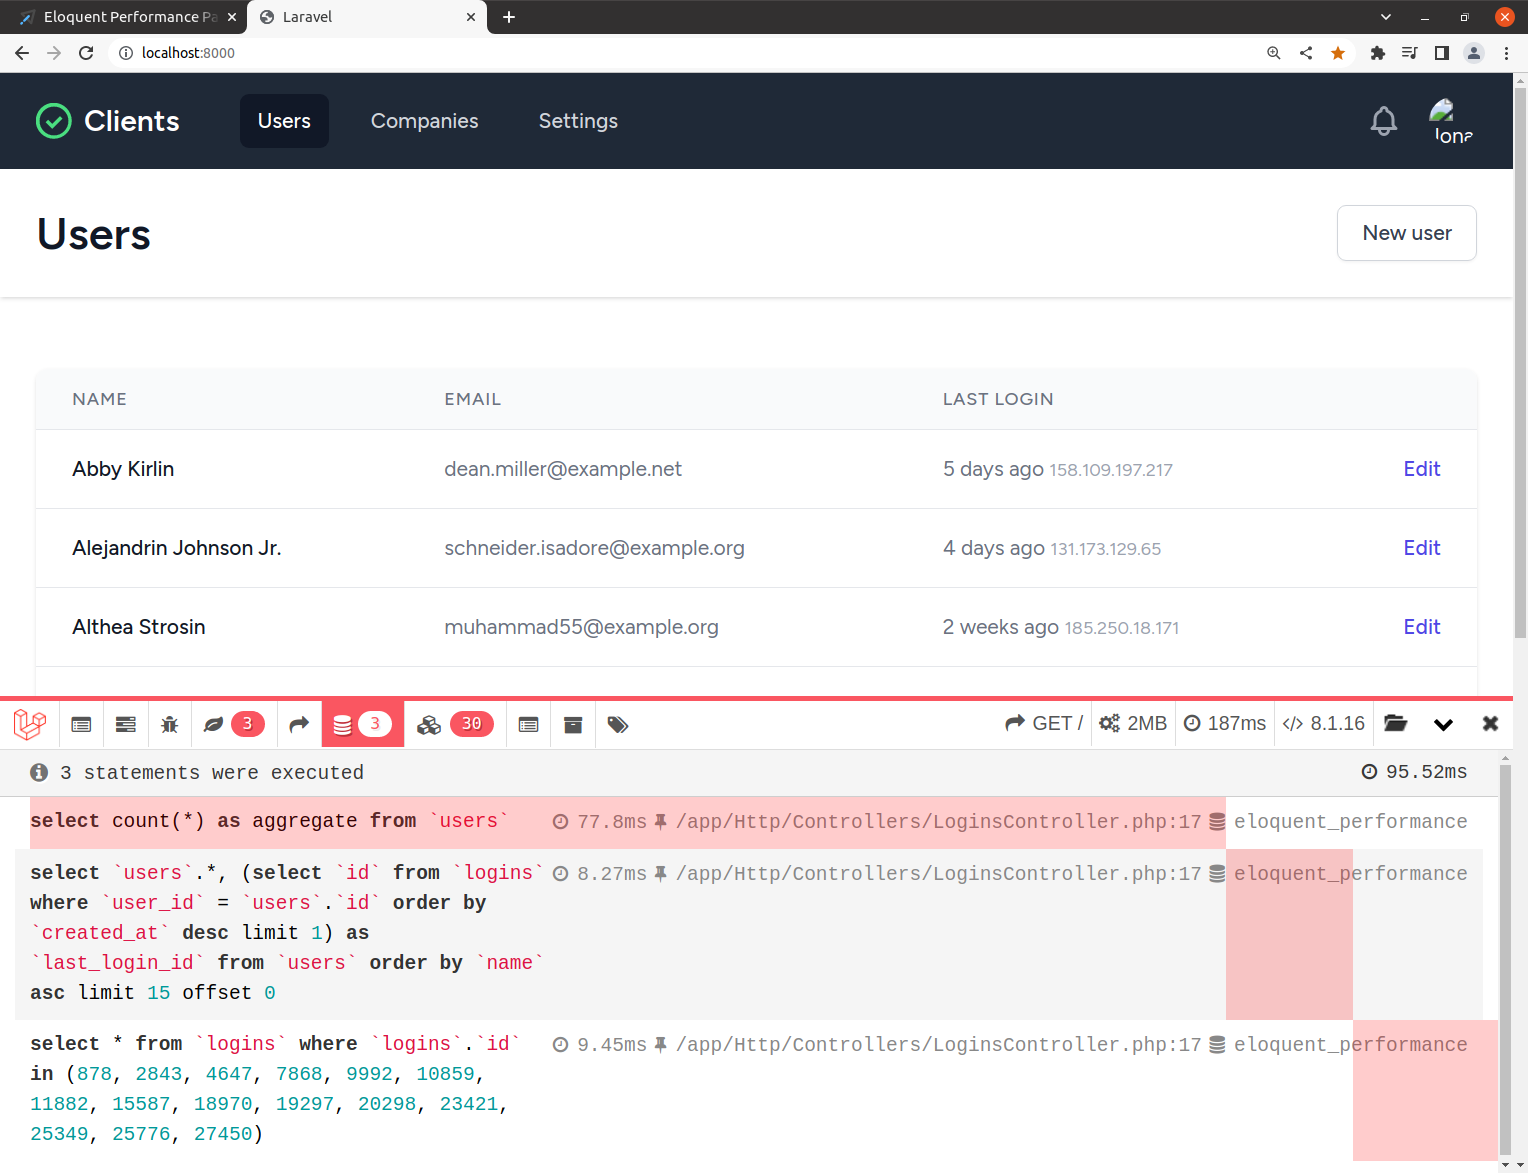 Eloquent Performance Pa
Laravel
localhost:8000
Clients
Users
Companies
Settings
Jona
Users
New user
NAME
EMAIL
LAST LOGIN
Abby Kirlin
dean.miller@example.net
5 days ago 158.109.197.217
Edit
Alejandrin Johnson Jr.
schneider.isadore@example.org
4 days ago 131.173.129.65
Edit
Althea Strosin
muhammad55@example.org
2 weeks ago 185.250.18.171
Edit
3
3
30
GET /
2MB
187ms
8.1.16
3 statements were executed
95.52ms
select count(*) as aggregate from `users`
77.8ms
/app/Http/Controllers/LoginsController.php:17
eloquent_performance
select `users`.*, (select `id` from `logins`
where `user_id` = `users`.`id` order by
`created_at` desc limit 1) as
`last_login_id` from `users` order by `name`
asc limit 15 offset 0
8.27ms
/app/Http/Controllers/LoginsController.php:17
eloquent_performance
select * from `logins` where `logins`.`id`
in (878, 2843, 4647, 7868, 9992, 10859,
11882, 15587, 18970, 19297, 20298, 23421,
25349, 25776, 27450)
9.45ms
/app/Http/Controllers/LoginsController.php:17
eloquent_performance